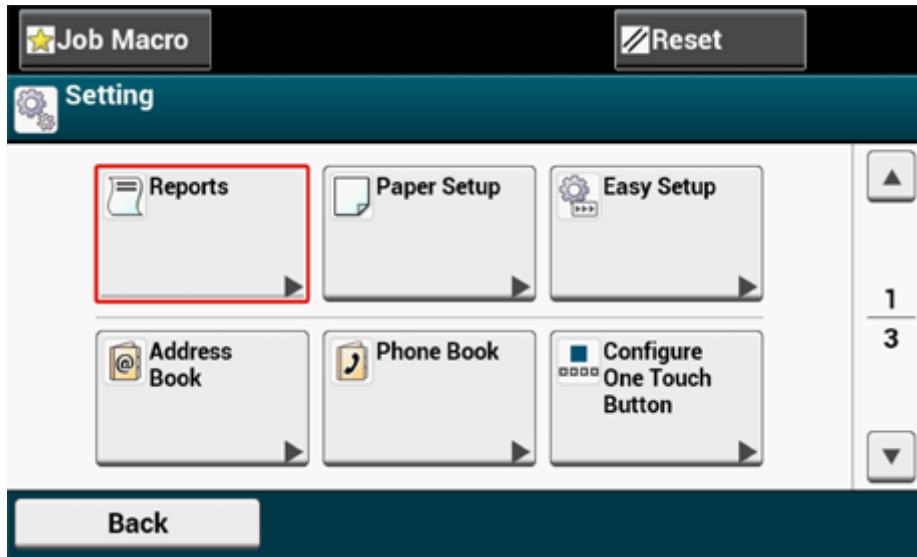 Job Macro
Reset
Setting
Reports
Paper Setup
Easy Setup
1
3
Address
Book
Phone Book
Configure
One Touch
Button
Back